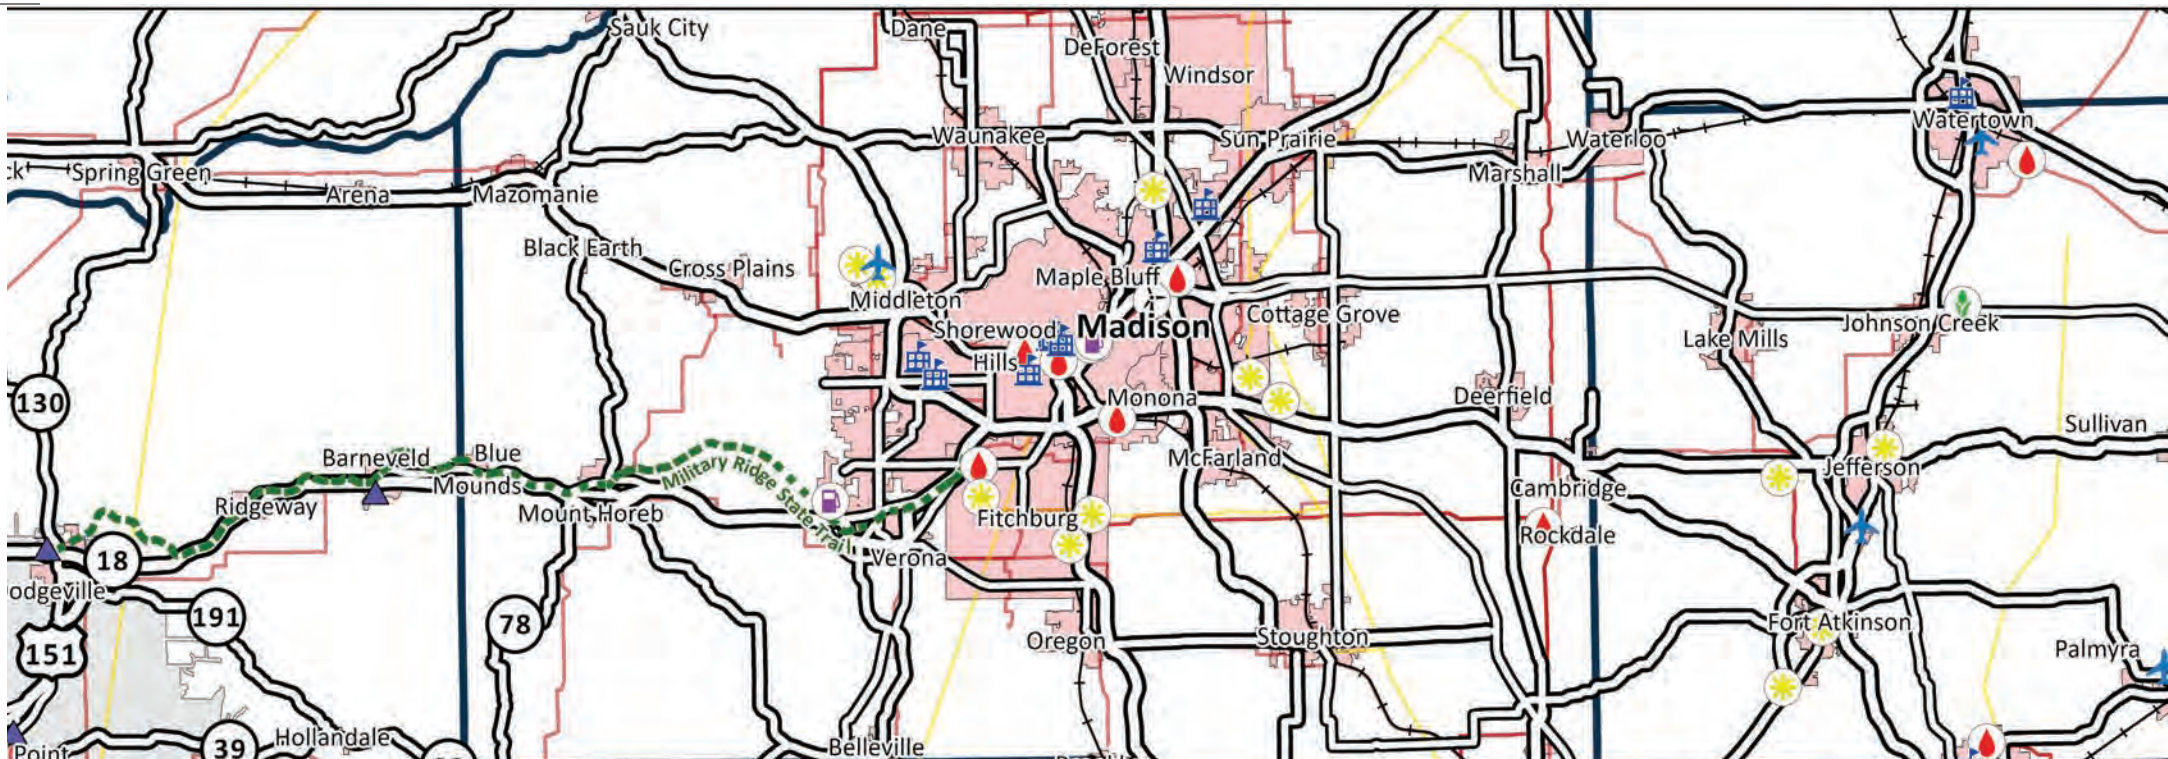 Sauk City
Dane
DeForest
Windsor
Waunakee
Sun Prairie
Waterloo
Watertown
Spring Green
Arena
Mazomanie
Marshall
Black Earth
Cross Plains
Maple Bluff
Middleton
Madison
Cottage Grove
Johnson Creek
Shorewood
Hills
Lake Mills
130
Monona
Deerfield
Sullivan
Barneveld
Blue
Mounds
Military Ridge State Trail
McFarland
Jefferson
Cambridge
Ridgeway
Mount Horeb
Fitchburg
Rockdale
18
Verona
odgeville
191
78
Oregon
Stoughton
Fort Atkinson
151
Palmyra
39
Hollandale
Belleville
Point